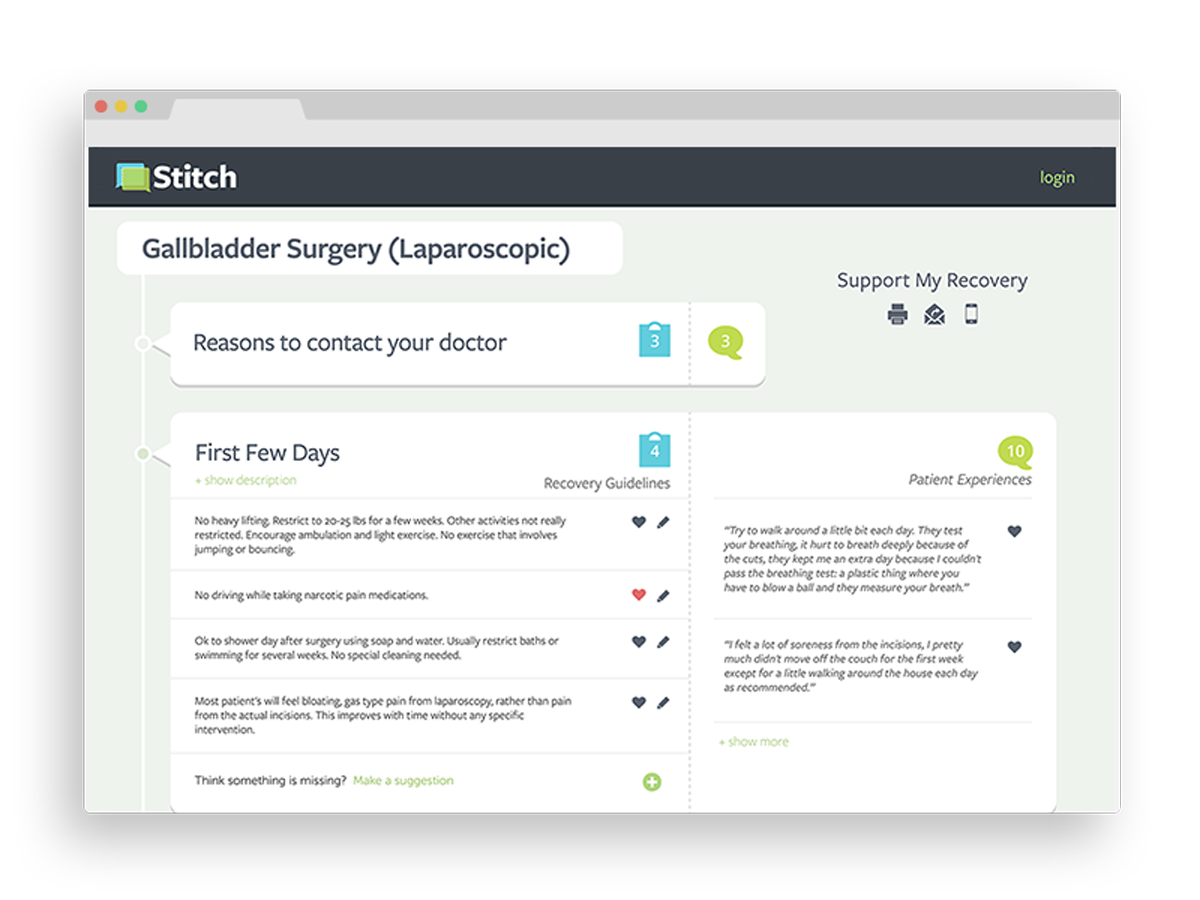 Stitch
login
Gallbladder Surgery (Laparoscopic)
Support My Recovery
Reasons to contact your doctor
3
3
First Few Days
4
+ show description
Recovery Guidelines
No heavy lifting. Restrict to 20-25 lbs for a few weeks. Other activities not really
restricted. Encourage ambulation and light exercise. No exercise that involves
jumping or bouncing.
No driving while taking narcotic pain medications.
Ok to shower day after surgery using soap and water. Usually restrict baths or
swimming for several weeks. No special cleaning needed.
Most patient's will feel bloating, gas type pain from laparoscopy, rather than pain
from the actual incisions. This improves with time without any specific
intervention.
Think something is missing? Make a suggestion
10
Patient Experiences
"Try to walk around a little bit each day. They test
your breathing, it hurt to breath deeply because of
the cuts, they kept me an extra day because I couldn't
pass the breathing test: a plastic thing where you
have to blow a ball and they measure your breath."
"I felt a lot of soreness from the incisions, I pretty
much didn't move off the couch for the first week
except for a little walking around the house each day
as recommended."
+ show more